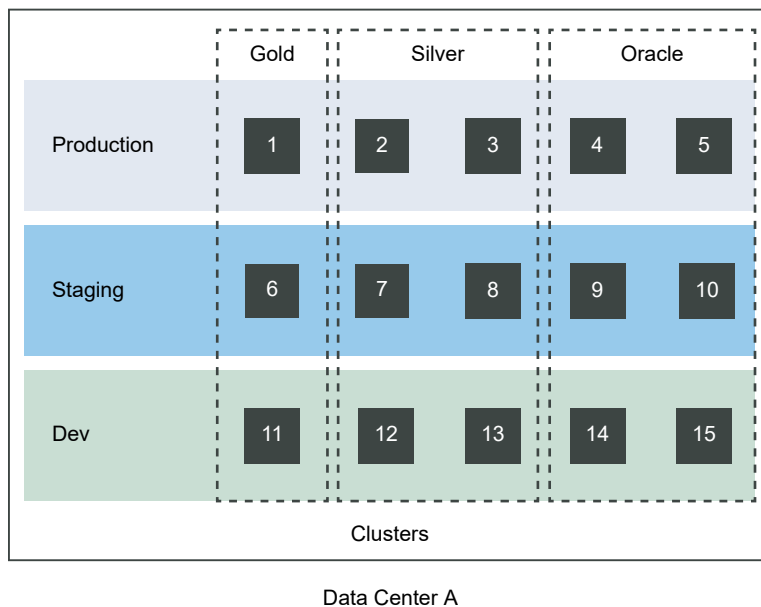 Gold Silver Oracle
Production 1 2 3 4 5
Staging 6 7 8 9 10
Dev 11 12 13 14 15
Clusters
Data Center A